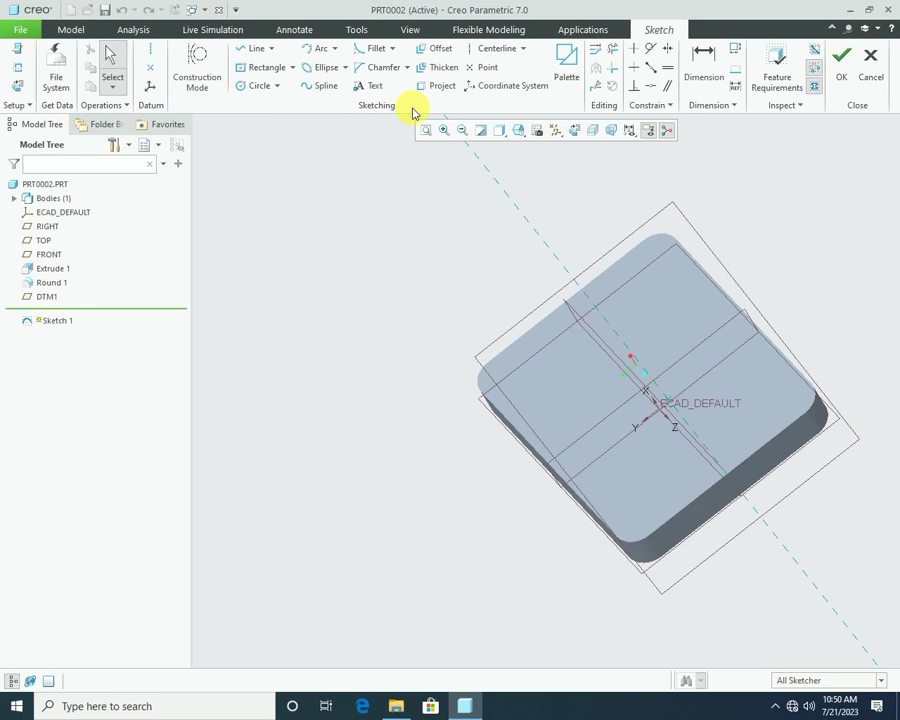 creo
PRT0002 (Active) - Creo Parametric 7.0
File Model Analysis Live Simulation Annotate Tools View Flexible Modeling Applications Sketch
Line Arc Fillet Offset Centerline
Rectangle Ellipse Chamfer Thicken Point
Circle Spline Text Project Coordinate System
File System
Select
Construction Mode
Palette
Dimension
Feature Requirements
OK
Cancel
Setup Get Data Operations Datum Sketching Editing Constrain Dimension Inspect Close
Model Tree Folder B Favorites
Model Tree
PRT0002.PRT
Bodies (1)
ECAD_DEFAULT
RIGHT
TOP
FRONT
Extrude 1
Round 1
DTM1
Sketch 1
X
ECAD_DEFAULT
Y
Z
All Sketcher
Type here to search
10:50 AM
7/21/2023